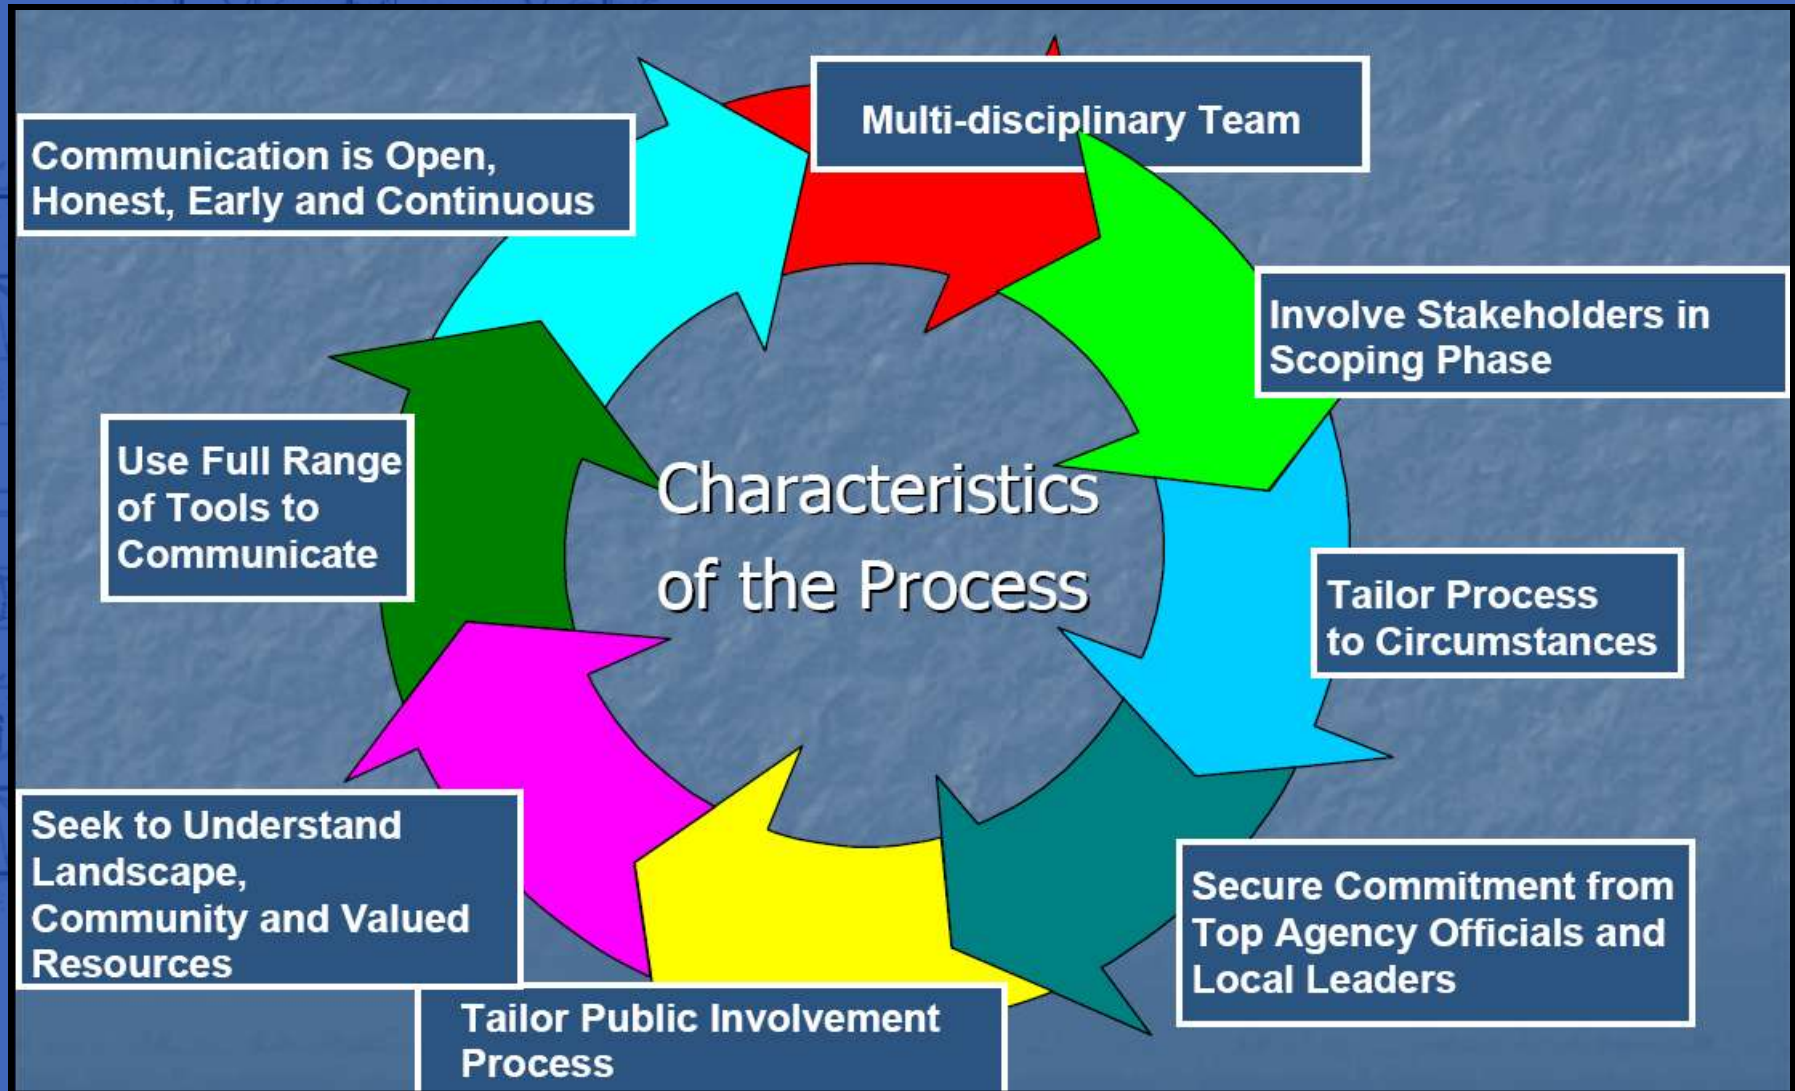 Multi-disciplinary Team
Involve Stakeholders in
Scoping Phase
Tailor Process
to Circumstances
Secure Commitment from
Top Agency Officials and
Local Leaders
Tailor Public Involvement
Process
Seek to Understand
Landscape,
Community and Valued
Resources
Use Full Range
of Tools to
Communicate
Communication is Open,
Honest, Early and Continuous
Characteristics
of the Process